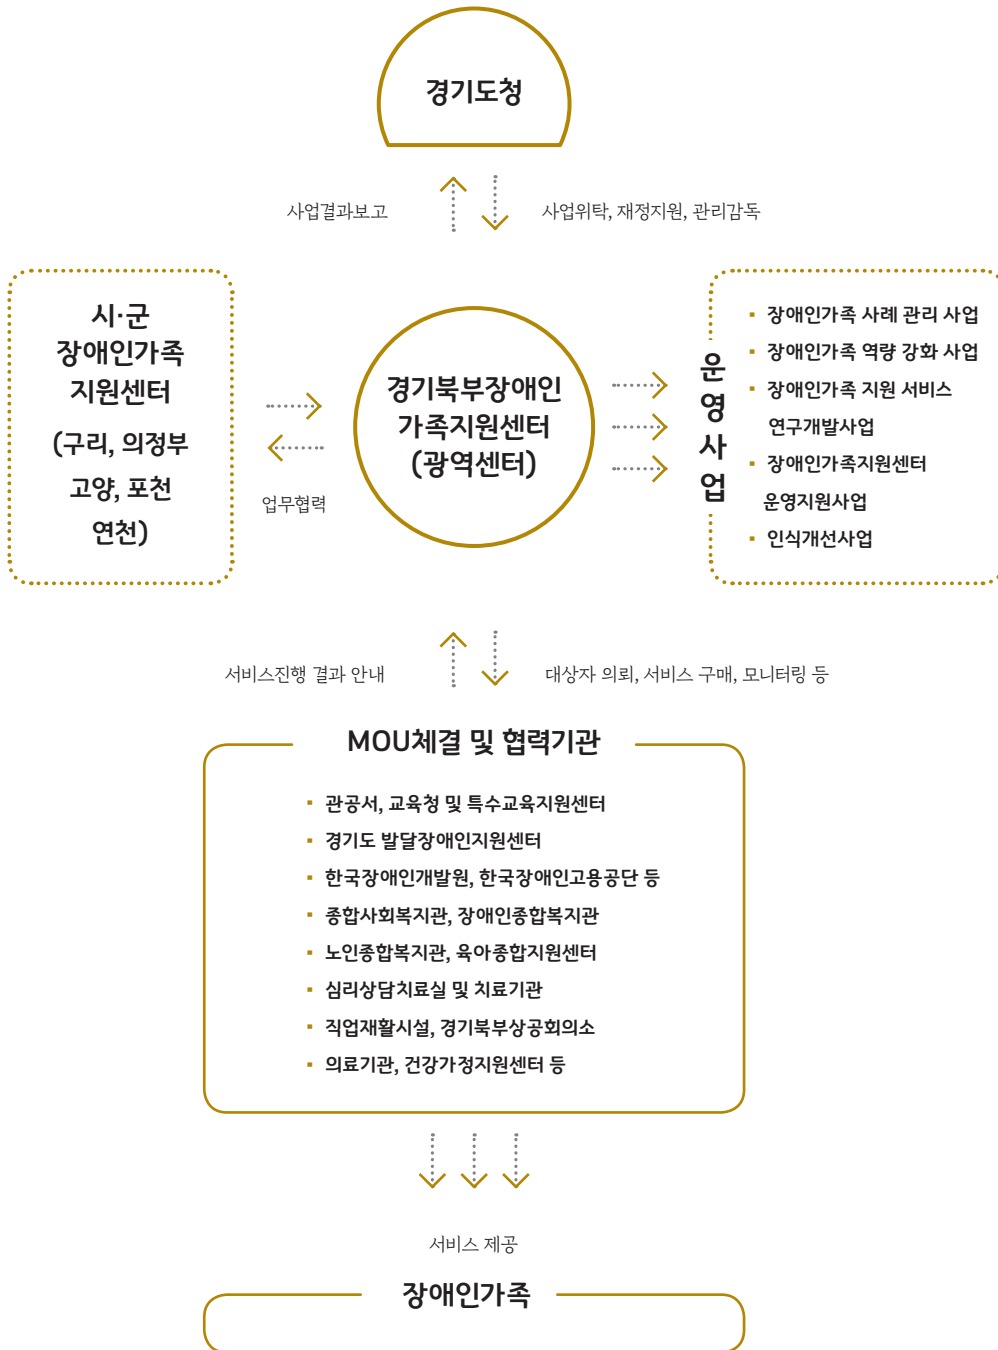 경기도청
사업결과보고
사업위탁, 재정지원, 관리감독
시·군
장애인가족
지원센터
(구리, 의정부
고양, 포천
연천)
업무협력
경기북부장애인
가족지원센터
(광역센터)
운영사업
▪ 장애인가족 사례 관리 사업
▪ 장애인가족 역량 강화 사업
▪ 장애인가족 지원 서비스
연구개발사업
▪ 장애인가족지원센터
운영지원사업
▪ 인식개선사업
서비스진행 결과 안내
대상자 의뢰, 서비스 구매, 모니터링 등
MOU체결 및 협력기관
▪ 관공서, 교육청 및 특수교육지원센터
▪ 경기도 발달장애인지원센터
▪ 한국장애인개발원, 한국장애인고용공단 등
▪ 종합사회복지관, 장애인종합복지관
▪ 노인종합복지관, 육아종합지원센터
▪ 심리상담치료실 및 치료기관
▪ 직업재활시설, 경기북부상공회의소
▪ 의료기관, 건강가정지원센터 등
서비스 제공
장애인가족